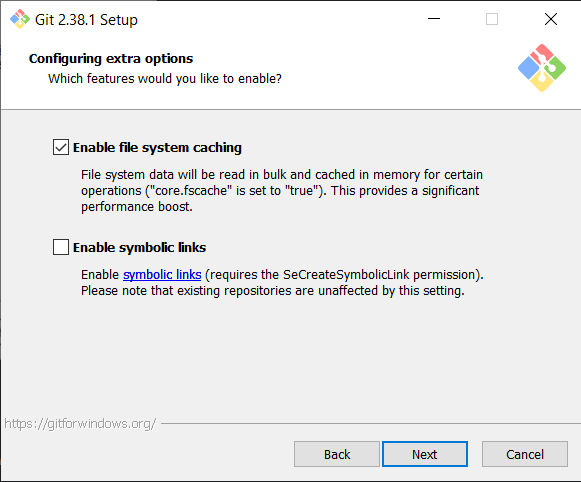 Git 2.38.1 Setup
Configuring extra options
Which features would you like to enable?
Enable file system caching
File system data will be read in bulk and cached in memory for certain
operations ("core.fscache" is set to "true"). This provides a significant
performance boost.
Enable symbolic links
Enable symbolic links (requires the SeCreateSymbolicLink permission).
Please note that existing repositories are unaffected by this setting.
https://gitforwindows.org/
Back Next Cancel